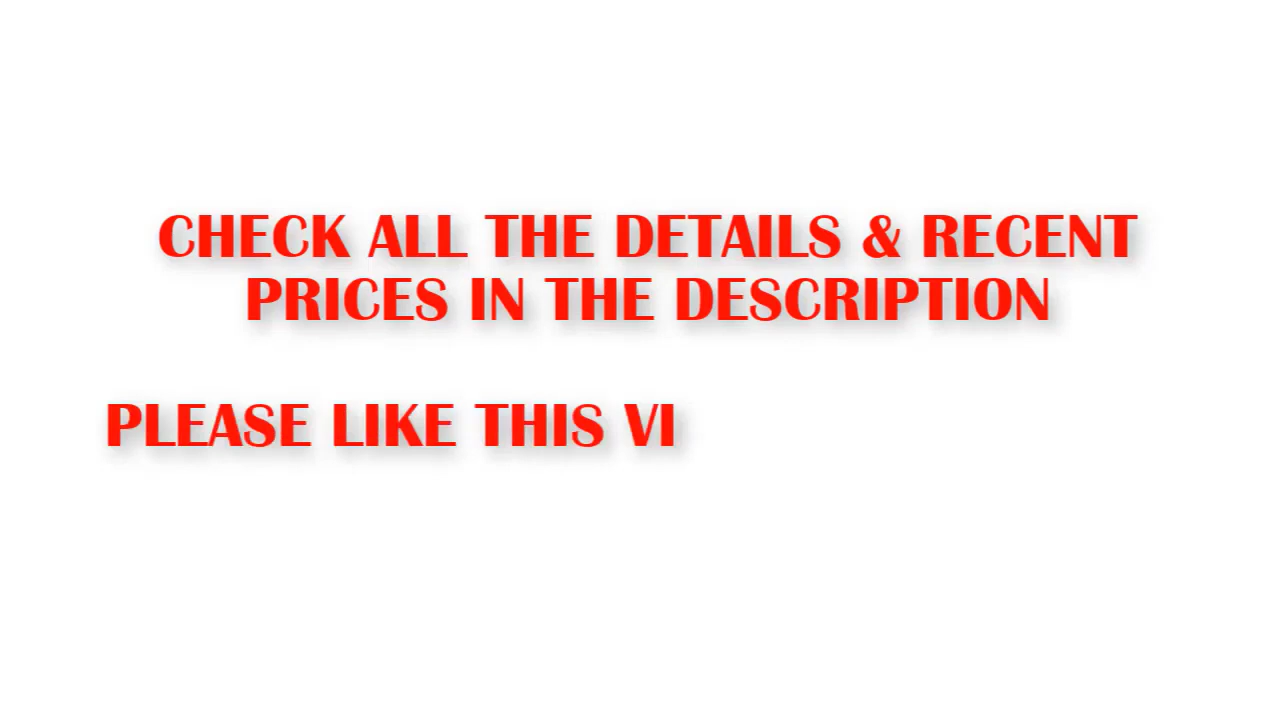 CHECK ALL THE DETAILS & RECENT
PRICES IN THE DESCRIPTION
PLEASE LIKE THIS VI